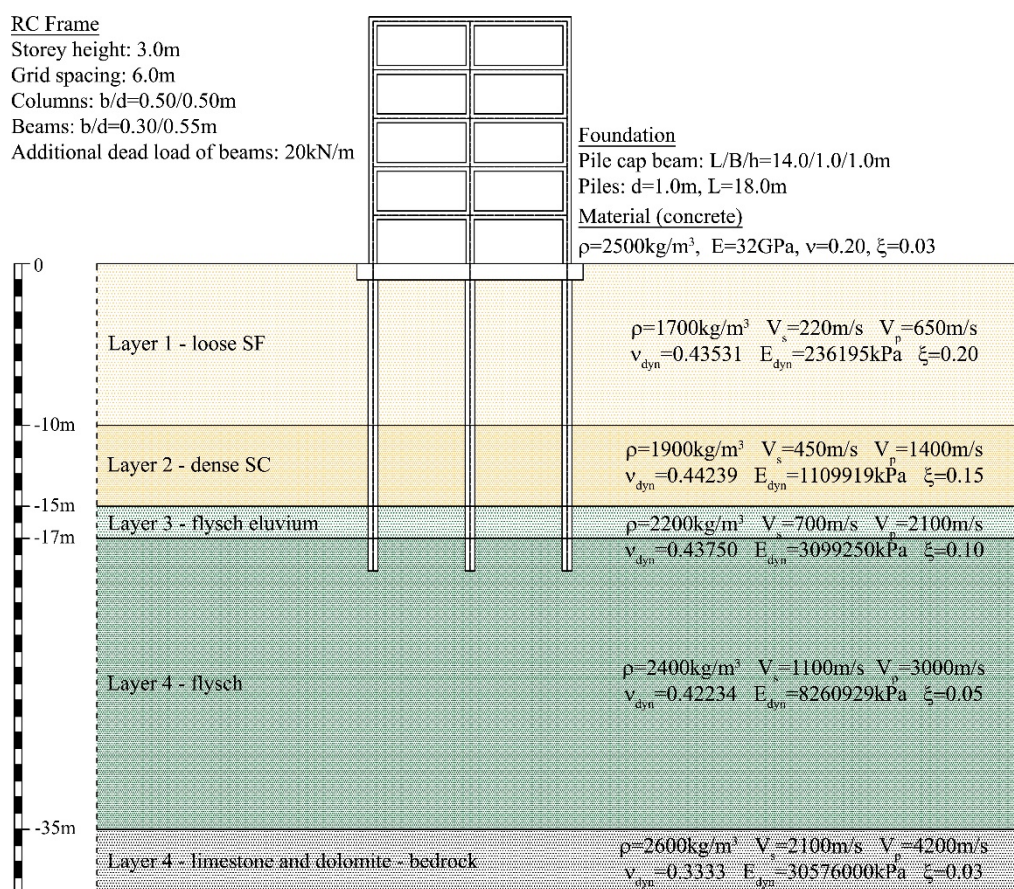 RC Frame
Storey height: 3.0m
Grid spacing: 6.0m
Columns: b/d=0.50/0.50m
Beams: b/d=0.30/0.55m
Additional dead load of beams: 20kN/m
Foundation
Pile cap beam: L/B/h=14.0/1.0/1.0m
Piles: d=1.0m, L=18.0m
Material (concrete)
ρ=2500kg/m³, E=32GPa, ν=0.20, ξ=0.03
0
Layer 1 - loose SF
ρ=1700kg/m³ Vs=220m/s Vp=650m/s
νdyn=0.43531 Edyn=236195kPa ξ=0.20
-10m
Layer 2 - dense SC
ρ=1900kg/m³ Vs=450m/s Vp=1400m/s
νdyn=0.44239 Edyn=1109919kPa ξ=0.15
-15m
Layer 3 - flysch eluvium
ρ=2200kg/m³ Vs=700m/s Vp=2100m/s
-17m
νdyn=0.43750 Edyn=3099250kPa ξ=0.10
Layer 4 - flysch
ρ=2400kg/m³ Vs=1100m/s Vp=3000m/s
νdyn=0.42234 Edyn=8260929kPa ξ=0.05
-35m
Layer 4 - limestone and dolomite - bedrock
ρ=2600kg/m³ Vs=2100m/s Vp=4200m/s
νdyn=0.3333 Edyn=30576000kPa ξ=0.03